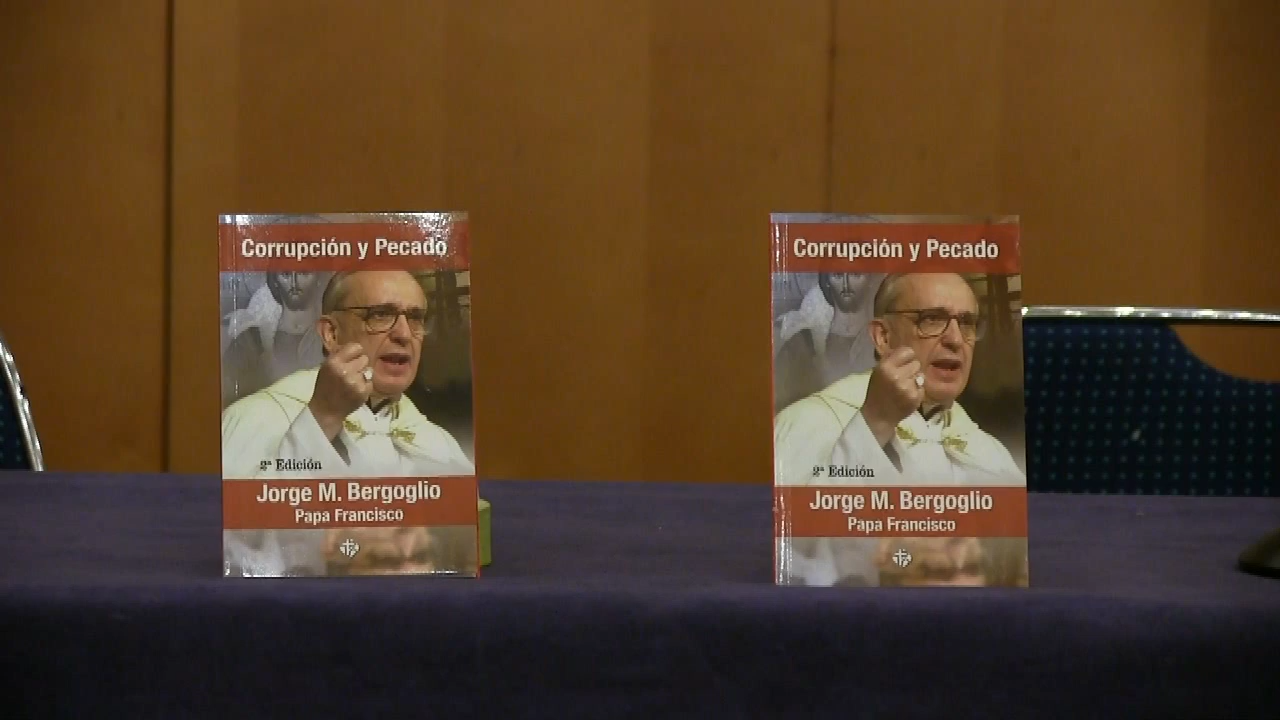 Corrupción y Pecado
2ª Edición
Jorge M. Bergoglio
Papa Francisco
Corrupción y Pecado
2ª Edición
Jorge M. Bergoglio
Papa Francisco